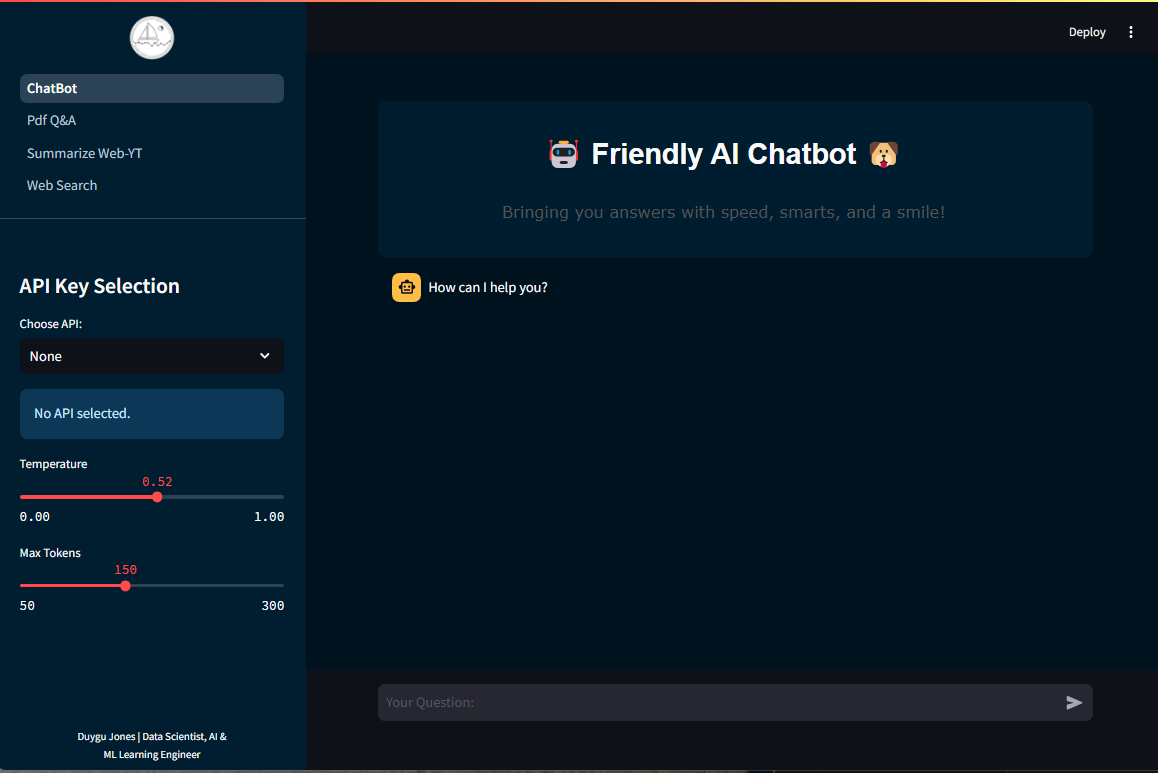 ChatBot
Pdf Q&A
Summarize Web-YT
Web Search
API Key Selection
Choose API:
None
No API selected.
Temperature
0.52
0.00 1.00
Max Tokens
150
50 300
Duygu Jones | Data Scientist, AI &
ML Learning Engineer
Deploy
Friendly AI Chatbot
Bringing you answers with speed, smarts, and a smile!
How can I help you?
Your Question: